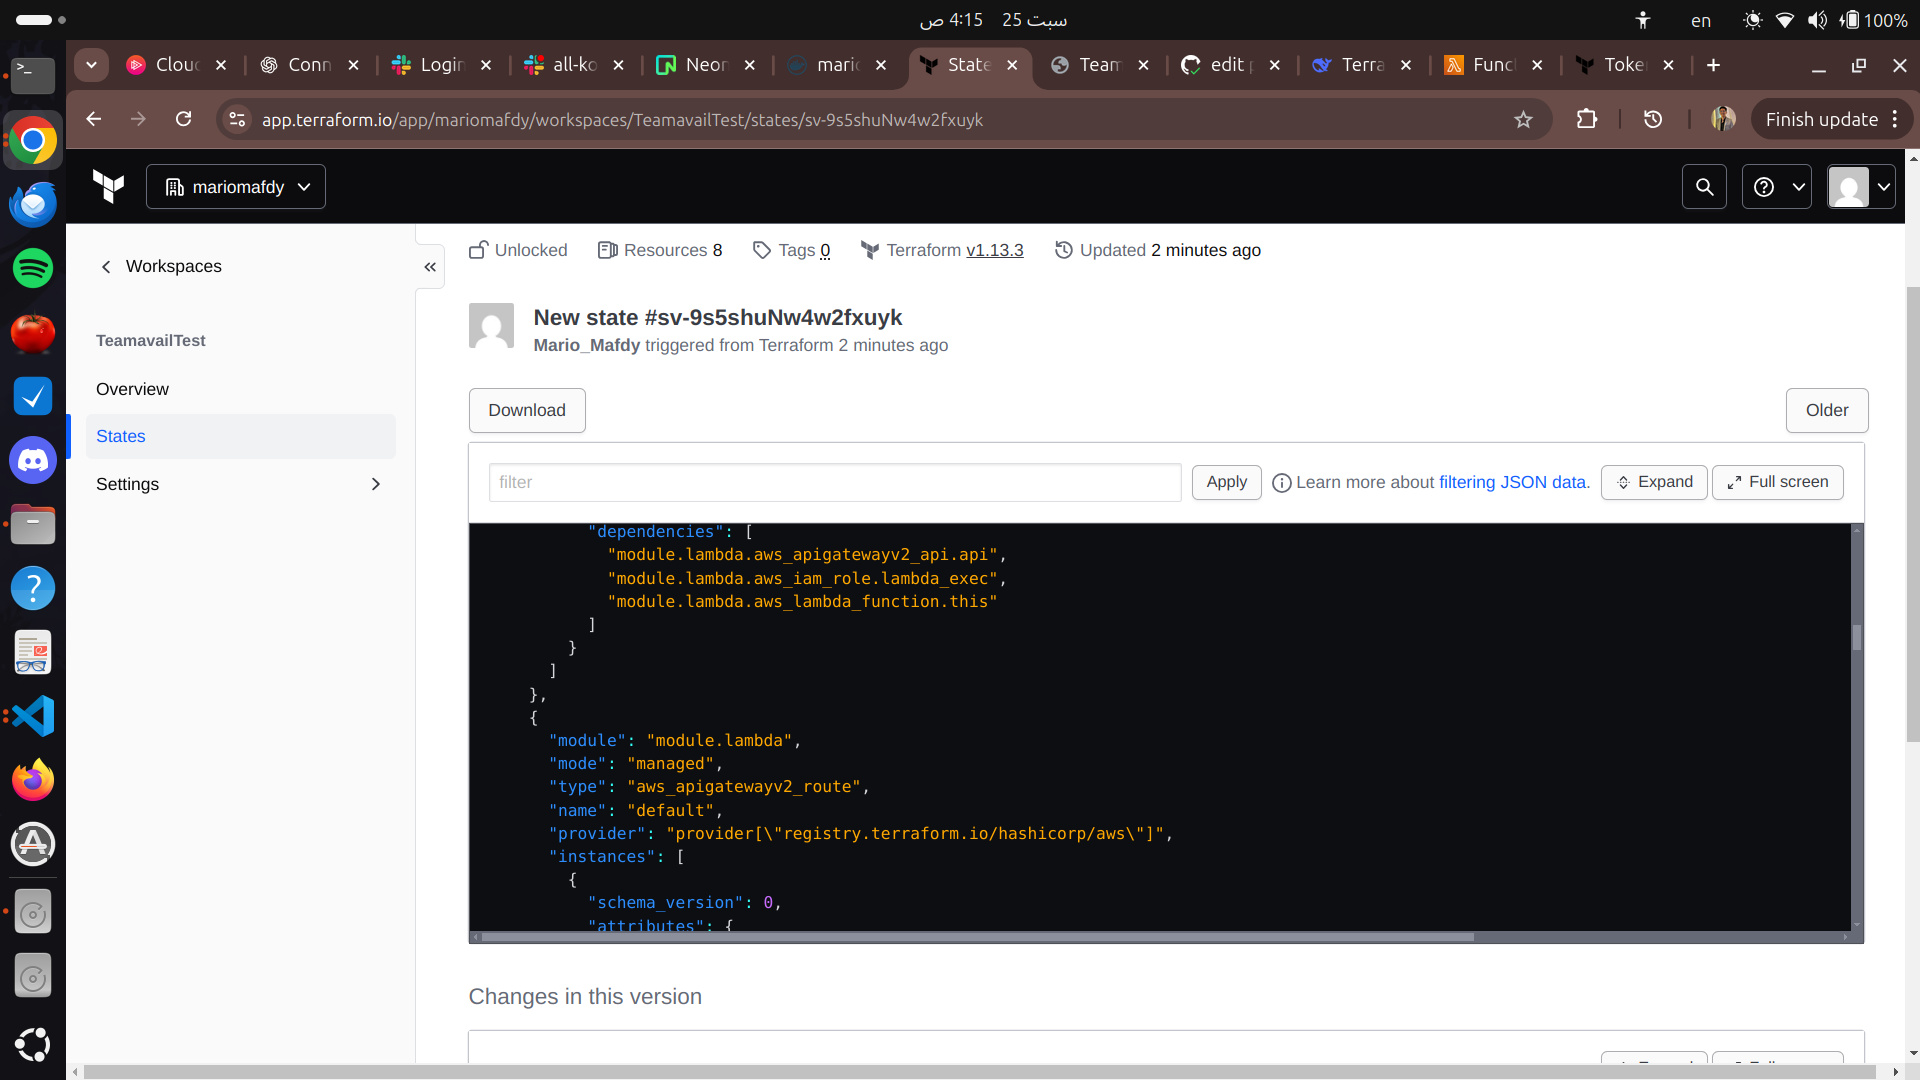 سبت 25 4:15 ص
en
100%
Clou
Conn
Login
all-ko
Neon
mario
State
Team
edit p
Terra
Func
Toke
app.terraform.io/app/mariomafdy/workspaces/TeamavailTest/states/sv-9s5shuNw4w2fxuyk
Finish update
mariomafdy
Workspaces
TeamavailTest
Overview
States
Settings
Unlocked Resources 8 Tags 0 Terraform v1.13.3 Updated 2 minutes ago
New state #sv-9s5shuNw4w2fxuyk
Mario_Mafdy triggered from Terraform 2 minutes ago
Download
Older
filter
Apply
Learn more about filtering JSON data.
Expand
Full screen
"dependencies": [
"module.lambda.aws_apigatewayv2_api.api",
"module.lambda.aws_iam_role.lambda_exec",
"module.lambda.aws_lambda_function.this"
]
}
]
},
{
"module": "module.lambda",
"mode": "managed",
"type": "aws_apigatewayv2_route",
"name": "default",
"provider": "provider[\"registry.terraform.io/hashicorp/aws\"]",
"instances": [
{
"schema_version": 0,
"attributes": {
Changes in this version